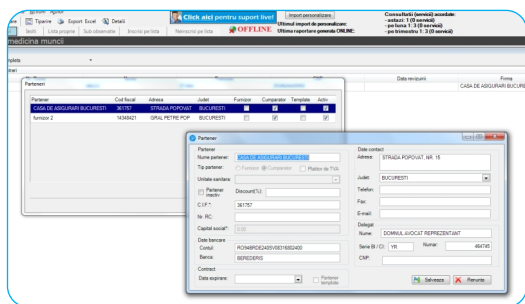 Tiparire Export Excel Detalii
Click aici pentru suport live!
OFFLINE
Import personalizare
Ultimul import de personalizare:
Ultima raportare generala ONLINE:
Consultatii (servicii) acordate:
- astazi: 1 (0 servicii)
- pe luna 1: 3 (0 servicii)
- pe trimestru 1: 3 (0 servicii)
Iesiti Lista proprie Sub observatie Inscrisi pe lista Reinscrisi pe lista
medicina muncii
Data revizuirii Firma
CASA DE ASIGURARI BUCURE
Parteneri
Partener Cod fiscal Adresa Judet Furnizor Cumparator Template Activ
CASA DE ASIGURARI BUCURESTI 361757 STRADA POPOVAT BUCURESTI
furnizor 2 14348421 IGRAL PETRE POP BUCURESTI
Partener
Partener
Nume partener: CASA DE ASIGURARI BUCURESTI
Tip partener: Furnizor Cumparator Platitor de TVA
Unitate sanitara:
Partener inactiv Discount(%):
C.I.F*: 361757
Nr. RC:
Capital social*: 0.00
Date bancare
Contul:
Banca: BEREDERIS
Contract
Data expirare:
Partener template
Date contact
Adresa: STRADA POPOVAT, NR. 15
Judet: BUCURESTI
Telefon:
Fax:
E-mail:
Delegat
Nume: DOMNUL AVOCAT REPREZENTANT
Serie BI / CI: YR Numar: 464745
CNP:
Salveaza Renunta